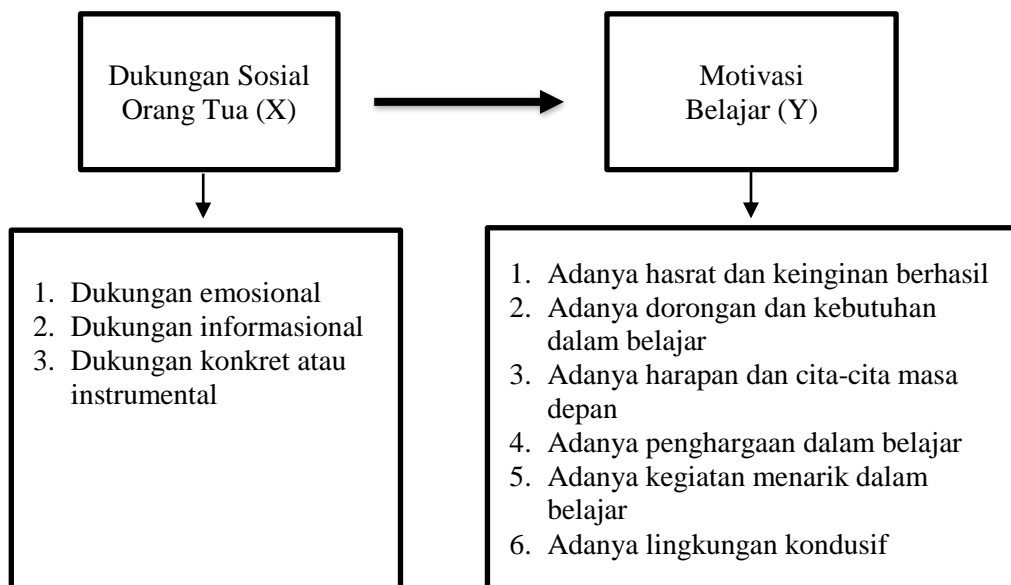 Dukungan Sosial
Orang Tua (X)
Motivasi
Belajar (Y)
1. Dukungan emosional
2. Dukungan informasional
3. Dukungan konkret atau
instrumental
1. Adanya hasrat dan keinginan berhasil
2. Adanya dorongan dan kebutuhan
dalam belajar
3. Adanya harapan dan cita-cita masa
depan
4. Adanya penghargaan dalam belajar
5. Adanya kegiatan menarik dalam
belajar
6. Adanya lingkungan kondusif